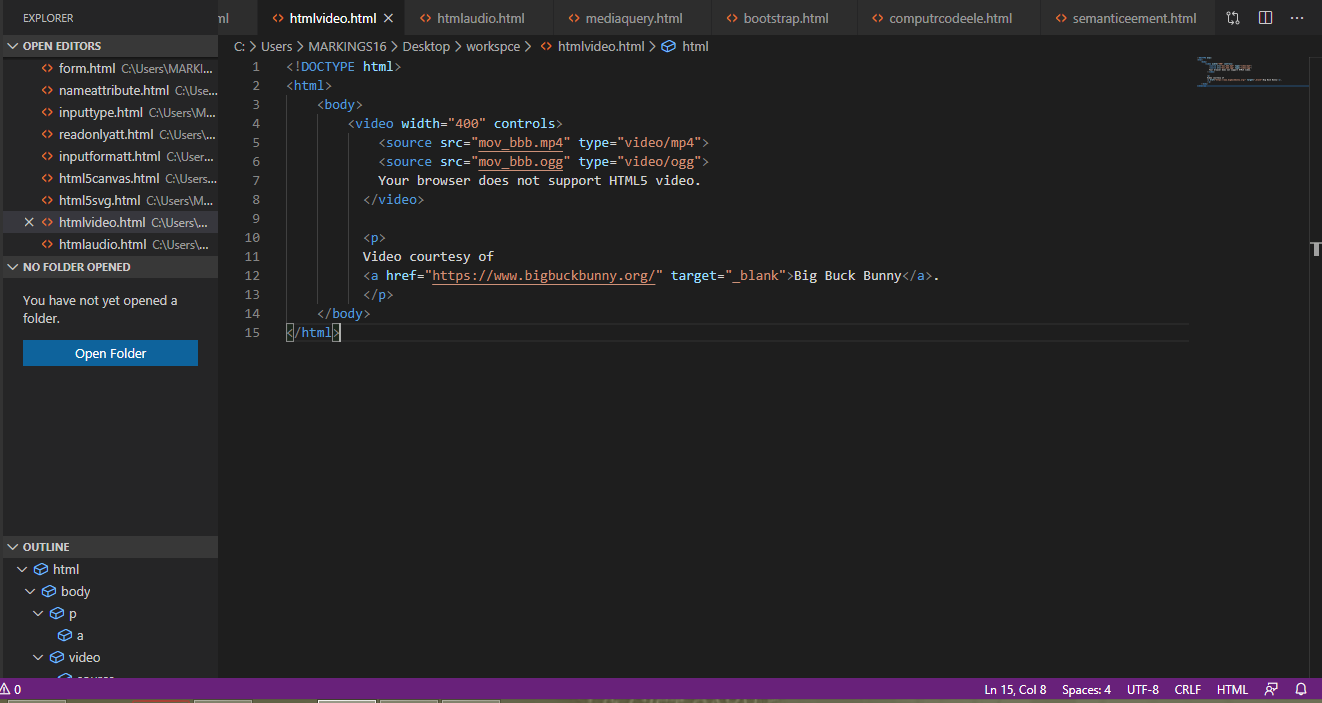 EXPLORER
ml
htmlvideo.html
htmlaudio.html
mediaquery.html
bootstrap.html
computrcodeele.html
semanticeement.html
OPEN EDITORS
form.html C:\Users\MARKI...
nameattribute.html C:\Use...
inputtype.html C:\Users\M...
readonlyatt.html C:\Users\...
inputformatt.html C:\User...
html5canvas.html C:\Users...
html5svg.html C:\Users\M...
htmlvideo.html C:\Users\...
htmlaudio.html C:\Users\...
NO FOLDER OPENED
You have not yet opened a
folder.
Open Folder
OUTLINE
html
body
p
a
video
C: > Users > MARKINGS16 > Desktop > workspce > htmlvideo.html > html
1 <!DOCTYPE html>
2 <html>
3 <body>
4 <video width="400" controls>
5 <source src="mov_bbb.mp4" type="video/mp4">
6 <source src="mov_bbb.ogg" type="video/ogg">
7 Your browser does not support HTML5 video.
8 </video>
9
10 <p>
11 Video courtesy of
12 <a href="https://www.bigbuckbunny.org/" target="_blank">Big Buck Bunny</a>.
13 </p>
14 </body>
15 </html>
0
Ln 15, Col 8 Spaces: 4 UTF-8 CRLF HTML